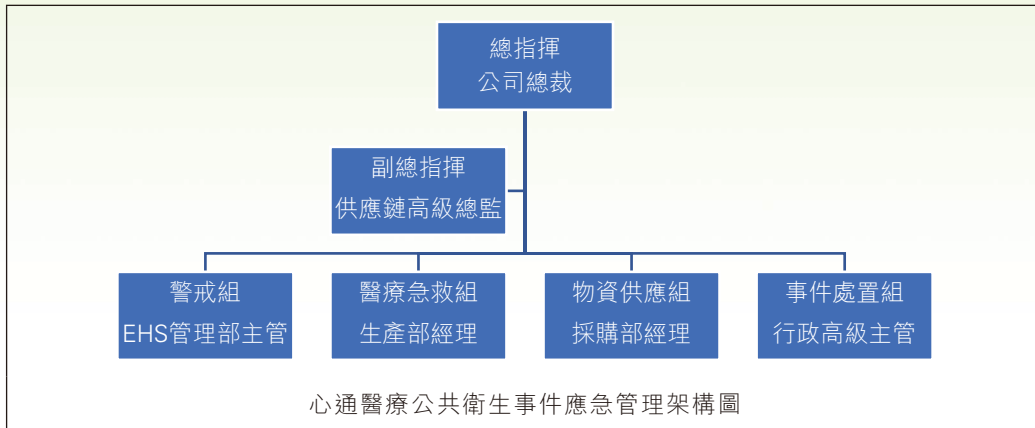 總指揮
公司總裁
副總指揮
供應鏈高級總監
警戒組
EHS管理部主管
醫療急救組
生產部經理
物資供應組
採購部經理
事件處置組
行政高級主管
心通醫療公共衛生事件應急管理架構圖